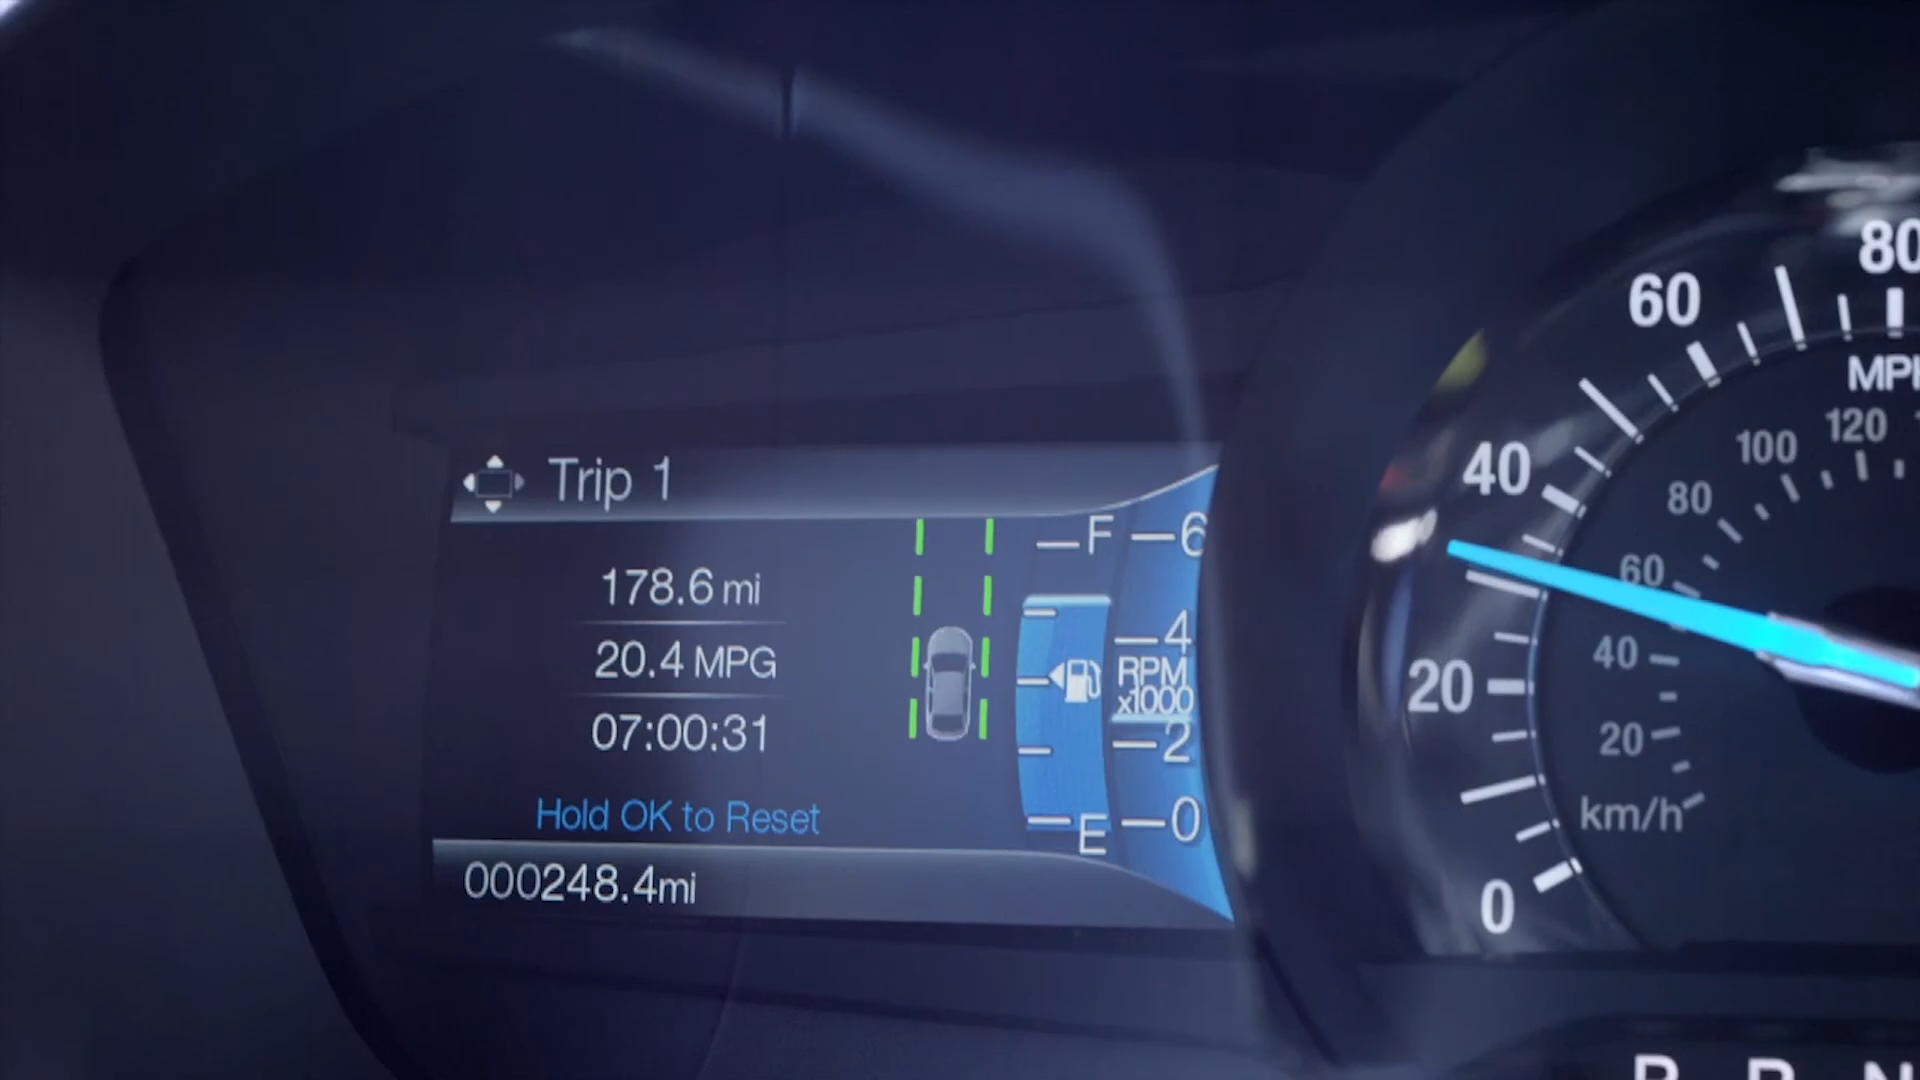 Trip 1
178.6 mi
20.4 MPG
07:00:31
Hold OK to Reset
000248.4mi
F
E
6
4
RPM
x1000
2
0
80
60
40
20
0
120
100
80
60
40
20
km/h